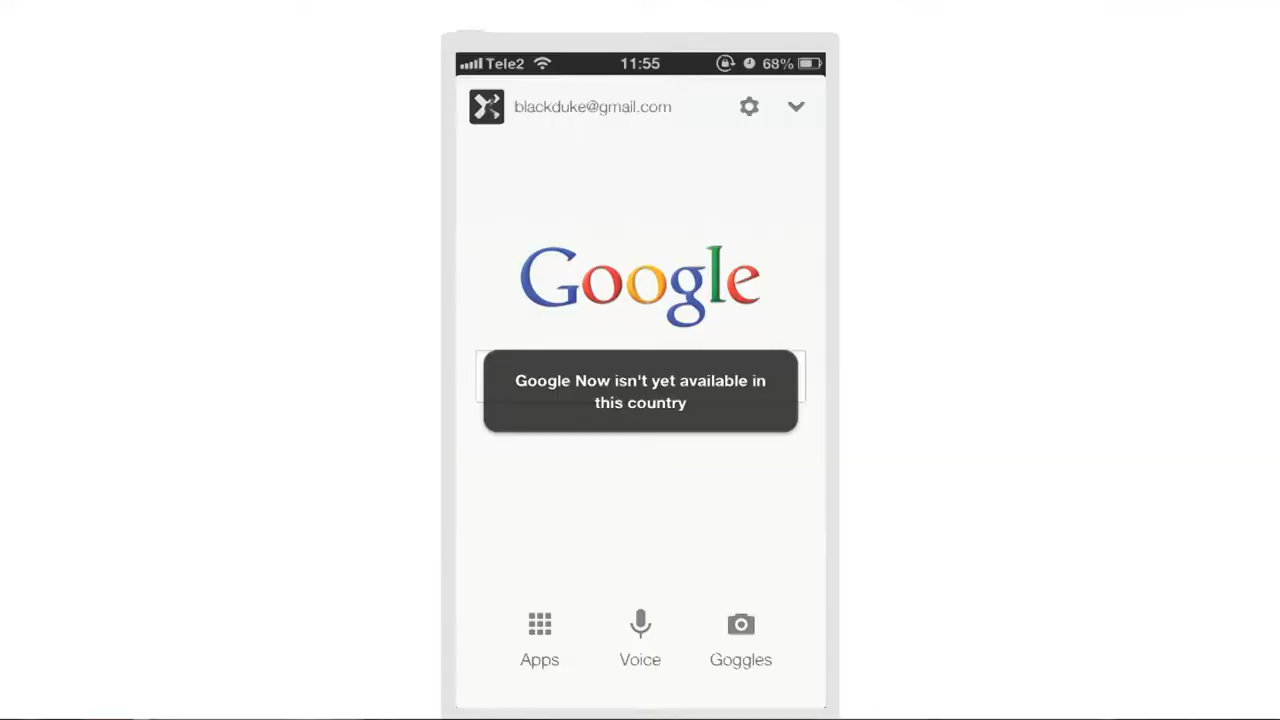 Tele2 11:55 68%
blackduke@gmail.com
Google
Google Now isn't yet available in
this country
Apps Voice Goggles